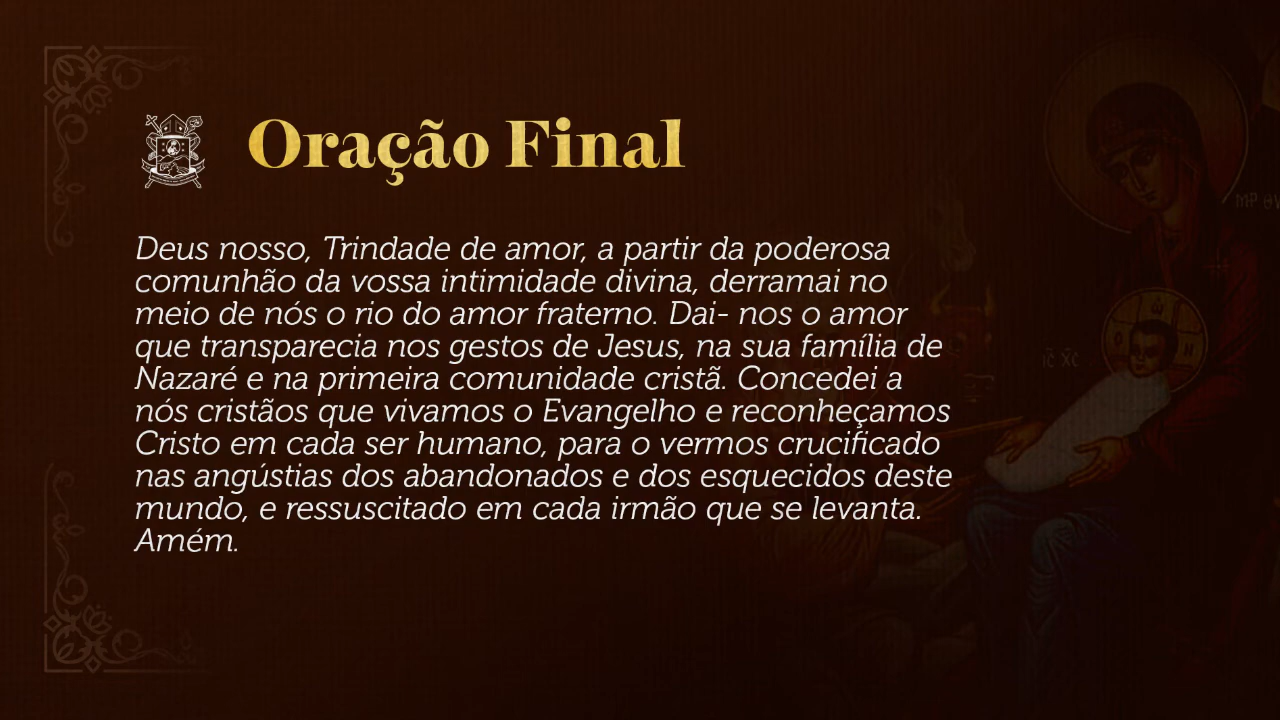 Oração Final
Deus nosso, Trindade de amor, a partir da poderosa
comunhão da vossa intimidade divina, derramai no
meio de nós o rio do amor fraterno. Dai- nos o amor
que transparecia nos gestos de Jesus, na sua família de
Nazaré e na primeira comunidade cristã. Concedei a
nós cristãos que vivamos o Evangelho e reconheçamos
Cristo em cada ser humano, para o vermos crucificado
nas angústias dos abandonados e dos esquecidos deste
mundo, e ressuscitado em cada irmão que se levanta.
Amém.
ΜΡ Θ
ΙC ΧC